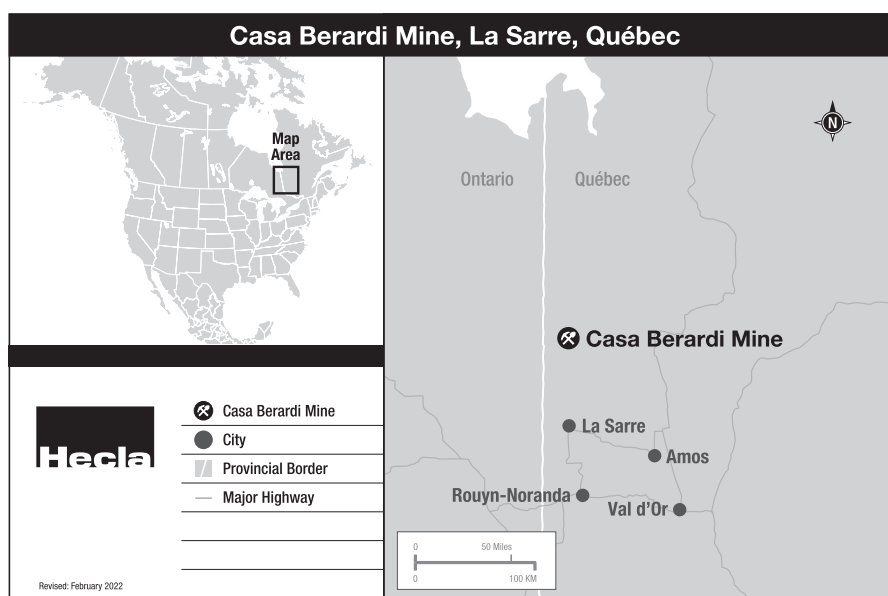 Casa Berardi Mine, La Sarre, Québec
Map
Area
N
Ontario
Québec
Casa Berardi Mine
La Sarre
Amos
Rouyn-Noranda
Val d'Or
Hecla
Casa Berardi Mine
City
Provincial Border
Major Highway
Revised: February 2022
0
50 Miles
0
100 KM